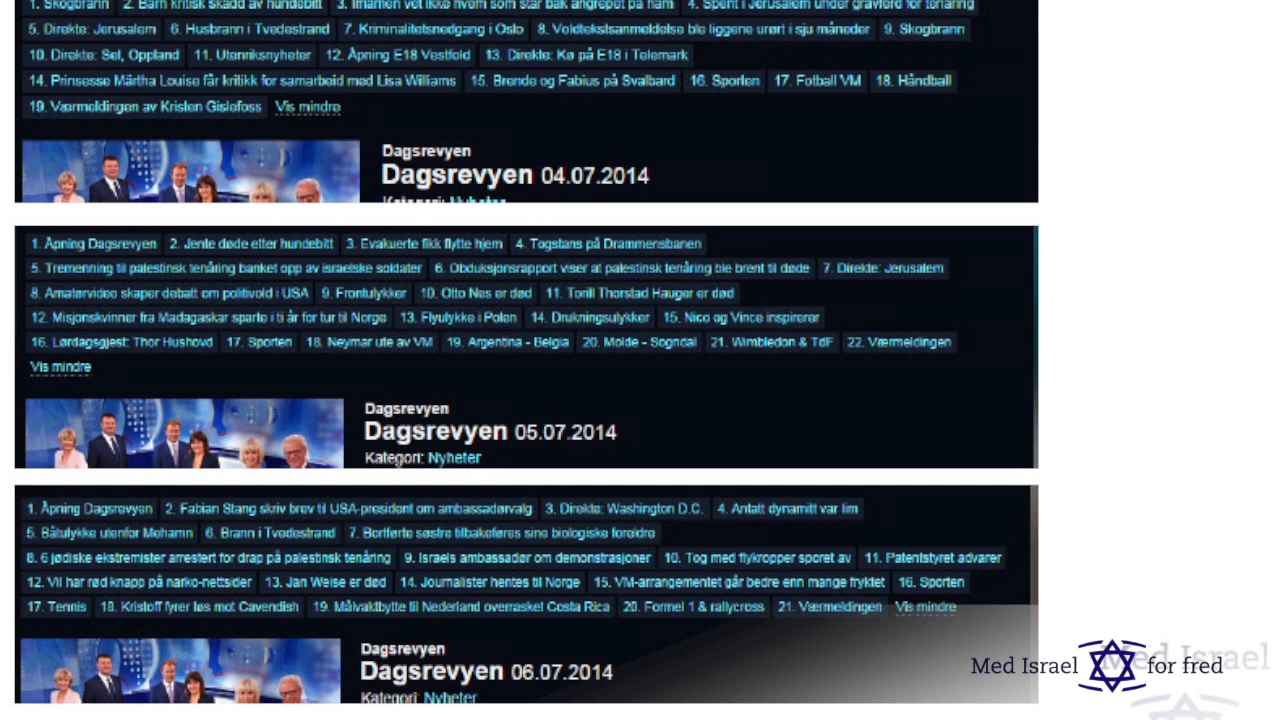 1. Skogbrann 2. Barn kritisk skadd av hundebitt 3. Imamen vet ikke hvem som står bak angrepet på ham 4. Spent i Jerusalem under gravferd for tenåring
5. Direkte: Jerusalem 6. Husbrann i Tvedestrand 7. Kriminalitetsnedgang i Oslo 8. Voldtekstsanmeldelse ble liggene urørt i sju måneder 9. Skogbrann
10. Direkte: Sel, Oppland 11. Utenriksnyheter 12. Åpning E18 Vestfold 13. Direkte: Kø på E18 i Telemark
14. Prinsesse Märtha Louise får kritikk for samarbeid med Lisa Williams 15. Brende og Fabius på Svalbard 16. Sporten 17. Fotball VM 18. Håndball
19. Værmeldingen av Kristen Gislefoss Vis mindre
Dagsrevyen
Dagsrevyen 04.07.2014
Kategori: Nyheter
1. Åpning Dagsrevyen 2. Jente døde etter hundebitt 3. Evakuerte fikk flytte hjem 4. Togstans på Drammensbanen
5. Tremenning til palestinsk tenåring banket opp av israelske soldater 6. Obduksjonsrapport viser at palestinsk tenåring ble brent til døde 7. Direkte: Jerusalem
8. Amatørvideo skaper debatt om politivold i USA 9. Frontulykker 10. Otto Nes er død 11. Torill Thorstad Hauger er død
12. Misjonskvinner fra Madagaskar sparte i ti år for tur til Norge 13. Flyulykke i Polen 14. Drukningsulykker 15. Nico og Vince inspirerer
16. Lørdagsgjest: Thor Hushovd 17. Sporten 18. Neymar ute av VM 19. Argentina - Belgia 20. Molde - Sogndal 21. Wimbledon & TdF 22. Værmeldingen
Vis mindre
Dagsrevyen
Dagsrevyen 05.07.2014
Kategori: Nyheter
1. Åpning Dagsrevyen 2. Fabian Stang skriv brev til USA-president om ambassadørvalg 3. Direkte: Washington D.C. 4. Antatt dynamitt var lim
5. Båtulykke utenfor Mehamn 6. Brann i Tvedestrand 7. Bortførte søstre tilbakeføres sine biologiske foreldre
8. 6 jødiske ekstremister arrestert for drap på palestinsk tenåring 9. Israels ambassadør om demonstrasjoner 10. Tog med flykropper sporet av 11. Patentstyret advarer
12. Vil har rød knapp på narko-nettsider 13. Jan Weise er død 14. Journalister hentes til Norge 15. VM-arrangementet går bedre enn mange fryktet 16. Sporten
17. Tennis 18. Kristoff fyrer løs mot Cavendish 19. Målvaktbytte til Nederland overrasket Costa Rica 20. Formel 1 & rallycross 21. Værmeldingen Vis mindre
Dagsrevyen
Dagsrevyen 06.07.2014
Kategori: Nyheter
Med Israel for fred
Med Israel